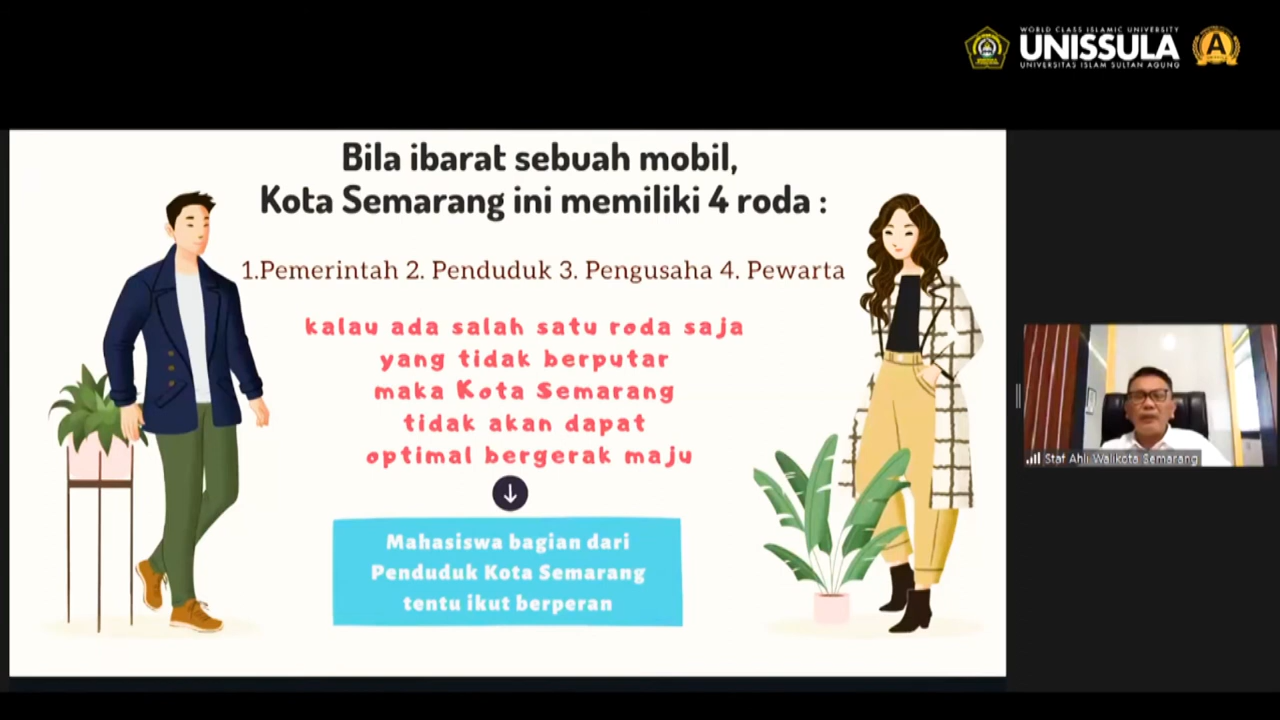 WORLD CLASS ISLAMIC UNIVERSITY
UNISSULA
UNIVERSITAS ISLAM SULTAN AGUNG
A
Bila ibarat sebuah mobil,
Kota Semarang ini memiliki 4 roda :
1.Pemerintah 2. Penduduk 3. Pengusaha 4. Pewarta
kalau ada salah satu roda saja
yang tidak berputar
maka Kota Semarang
tidak akan dapat
optimal bergerak maju
Mahasiswa bagian dari
Penduduk Kota Semarang
tentu ikut berperan
Staf Ahli Walikota Semarang